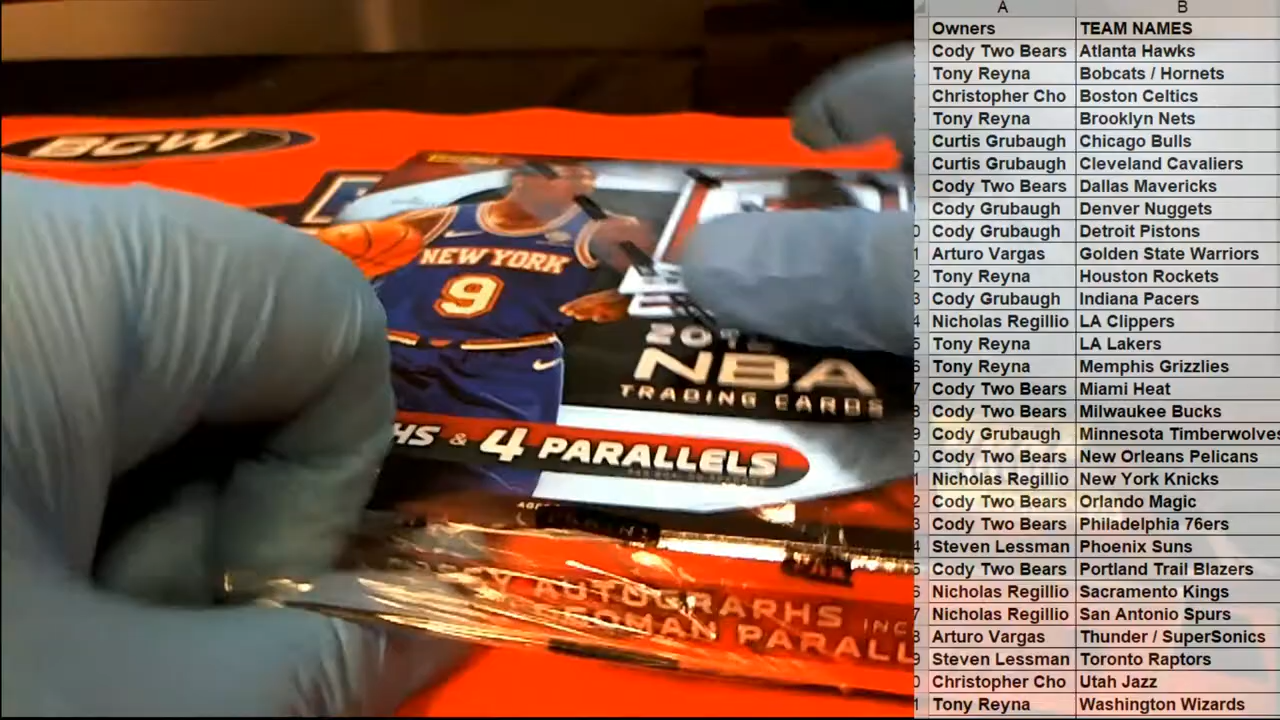 BCW
NEW YORK
9
NBA
TRADING CARDS
HS & 4 PARALLELS
AUTOGRAPHS INC
PARALL
A B
Owners TEAM NAMES
Cody Two Bears Atlanta Hawks
Tony Reyna Bobcats / Hornets
Christopher Cho Boston Celtics
Tony Reyna Brooklyn Nets
Curtis Grubaugh Chicago Bulls
Curtis Grubaugh Cleveland Cavaliers
Cody Two Bears Dallas Mavericks
Cody Grubaugh Denver Nuggets
Cody Grubaugh Detroit Pistons
Arturo Vargas Golden State Warriors
Tony Reyna Houston Rockets
Cody Grubaugh Indiana Pacers
Nicholas Regillio LA Clippers
Tony Reyna LA Lakers
Tony Reyna Memphis Grizzlies
Cody Two Bears Miami Heat
Cody Two Bears Milwaukee Bucks
Cody Grubaugh Minnesota Timberwolves
Cody Two Bears New Orleans Pelicans
Nicholas Regillio New York Knicks
Cody Two Bears Orlando Magic
Cody Two Bears Philadelphia 76ers
Steven Lessman Phoenix Suns
Cody Two Bears Portland Trail Blazers
Nicholas Regillio Sacramento Kings
Nicholas Regillio San Antonio Spurs
Arturo Vargas Thunder / SuperSonics
Steven Lessman Toronto Raptors
Christopher Cho Utah Jazz
Tony Reyna Washington Wizards